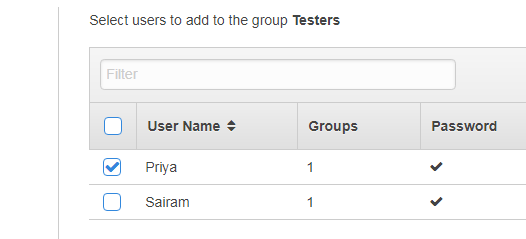 Select users to add to the group Testers
Filter
User Name Groups Password
Priya 1
Sairam 1